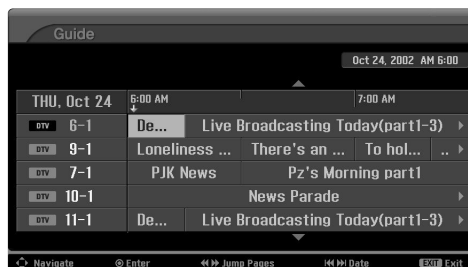 Guide
Oct 24, 2002 AM 6:00
THU, Oct 24 6:00 AM 7:00 AM
DTV 6-1 De... Live Broadcasting Today(part1-3)
DTV 9-1 Loneliness ... There's an ... To hol... ..
DTV 7-1 PJK News Pz's Morning part1
DTV 10-1 News Parade
DTV 11-1 De... Live Broadcasting Today(part1-3)
Navigate Enter Jump Pages Date EXIT Exit